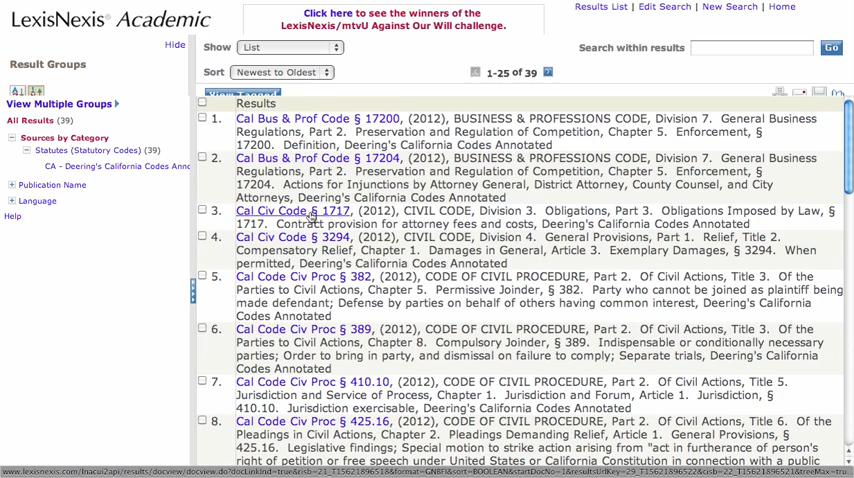 LexisNexis® Academic
Click here to see the winners of the
LexisNexis/mtvU Against Our Will challenge.
Results List | Edit Search | New Search | Home
Hide
Result Groups
View Multiple Groups
All Results (39)
Sources by Category
Statutes (Statutory Codes) (39)
CA - Deering's California Codes Anno
Publication Name
Language
Help
Show List
Search within results Go
Sort Newest to Oldest
1-25 of 39
View Tagged
Results
1. Cal Bus & Prof Code § 17200, (2012), BUSINESS & PROFESSIONS CODE, Division 7. General Business
Regulations, Part 2. Preservation and Regulation of Competition, Chapter 5. Enforcement, §
17200. Definition, Deering's California Codes Annotated
2. Cal Bus & Prof Code § 17204, (2012), BUSINESS & PROFESSIONS CODE, Division 7. General Business
Regulations, Part 2. Preservation and Regulation of Competition, Chapter 5. Enforcement, §
17204. Actions for Injunctions by Attorney General, District Attorney, County Counsel, and City
Attorneys, Deering's California Codes Annotated
3. Cal Civ Code § 1717, (2012), CIVIL CODE, Division 3. Obligations, Part 3. Obligations Imposed by Law, §
1717. Contract provision for attorney fees and costs, Deering's California Codes Annotated
4. Cal Civ Code § 3294, (2012), CIVIL CODE, Division 4. General Provisions, Part 1. Relief, Title 2.
Compensatory Relief, Chapter 1. Damages in General, Article 3. Exemplary Damages, § 3294. When
permitted, Deering's California Codes Annotated
5. Cal Code Civ Proc § 382, (2012), CODE OF CIVIL PROCEDURE, Part 2. Of Civil Actions, Title 3. Of the
Parties to Civil Actions, Chapter 5. Permissive Joinder, § 382. Party who cannot be joined as plaintiff being
made defendant; Defense by parties on behalf of others having common interest, Deering's California
Codes Annotated
6. Cal Code Civ Proc § 389, (2012), CODE OF CIVIL PROCEDURE, Part 2. Of Civil Actions, Title 3. Of the
Parties to Civil Actions, Chapter 8. Compulsory Joinder, § 389. Indispensable or conditionally necessary
parties; Order to bring in party, and dismissal on failure to comply; Separate trials, Deering's California
Codes Annotated
7. Cal Code Civ Proc § 410.10, (2012), CODE OF CIVIL PROCEDURE, Part 2. Of Civil Actions, Title 5.
Jurisdiction and Service of Process, Chapter 1. Jurisdiction and Forum, Article 1. Jurisdiction, §
410.10. Jurisdiction exercisable, Deering's California Codes Annotated
8. Cal Code Civ Proc § 425.16, (2012), CODE OF CIVIL PROCEDURE, Part 2. Of Civil Actions, Title 6. Of the
Pleadings in Civil Actions, Chapter 2. Pleadings Demanding Relief, Article 1. General Provisions, §
425.16. Legislative findings; Special motion to strike action arising from "act in furtherance of person's
right of petition or free speech under United States or California Constitution in connection with a public